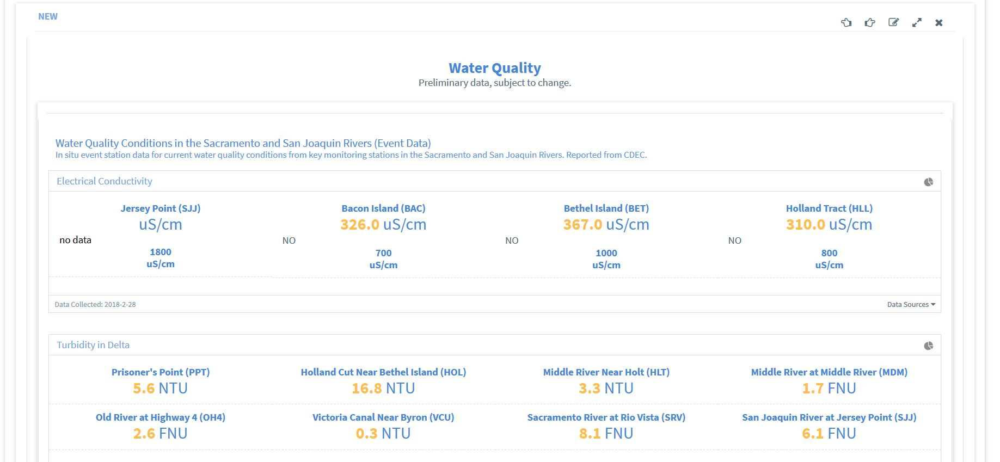 NEW
Water Quality
Preliminary data, subject to change.
Water Quality Conditions in the Sacramento and San Joaquin Rivers (Event Data)
In situ event station data for current water quality conditions from key monitoring stations in the Sacramento and San Joaquin Rivers. Reported from CDEC.
Electrical Conductivity
Jersey Point (SJJ)
uS/cm
no data
1800
uS/cm
Bacon Island (BAC)
326.0 uS/cm
NO
700
uS/cm
Bethel Island (BET)
367.0 uS/cm
NO
1000
uS/cm
Holland Tract (HLL)
310.0 uS/cm
NO
800
uS/cm
Data Collected: 2018-2-28
Data Sources
Turbidity in Delta
Prisoner's Point (PPT)
5.6 NTU
Holland Cut Near Bethel Island (HOL)
16.8 NTU
Middle River Near Holt (HLT)
3.3 NTU
Middle River at Middle River (MDM)
1.7 FNU
Old River at Highway 4 (OH4)
2.6 FNU
Victoria Canal Near Byron (VCU)
0.3 NTU
Sacramento River at Rio Vista (SRV)
8.1 FNU
San Joaquin River at Jersey Point (SJJ)
6.1 FNU